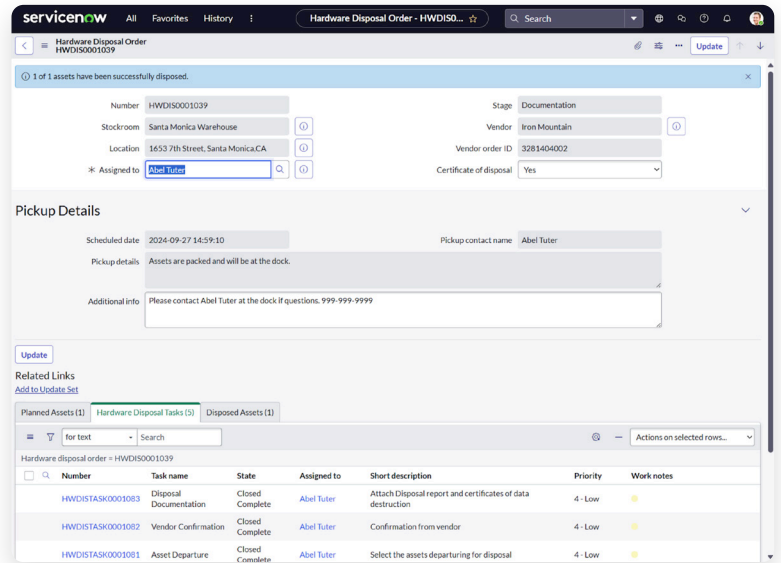 servicenow All Favorites History Hardware Disposal Order - HWDIS0... Search
Hardware Disposal Order
HWDIS0001039
Update
1 of 1 assets have been successfully disposed.
Number HWDIS0001039 Stage Documentation
Stockroom Santa Monica Warehouse Vendor Iron Mountain
Location 1653 7th Street, Santa Monica,CA Vendor order ID 3281404002
Assigned to Abel Tuter Certificate of disposal Yes
Pickup Details
Scheduled date 2024-09-27 14:59:10 Pickup contact name Abel Tuter
Pickup details Assets are packed and will be at the dock.
Additional info Please contact Abel Tuter at the dock if questions. 999-999-9999
Update
Related Links
Add to Update Set
Planned Assets (1) Hardware Disposal Tasks (5) Disposed Assets (1)
for text Search Actions on selected rows...
Hardware disposal order = HWDIS0001039
Number Task name State Assigned to Short description Priority Work notes
HWDISTASK0001083 Disposal Documentation Closed Complete Abel Tuter Attach Disposal report and certificates of data destruction 4 - Low
HWDISTASK0001082 Vendor Confirmation Closed Complete Abel Tuter Confirmation from vendor 4 - Low
HWDISTASK0001081 Asset Departure Closed Complete Abel Tuter Select the assets departuring for disposal 4 - Low